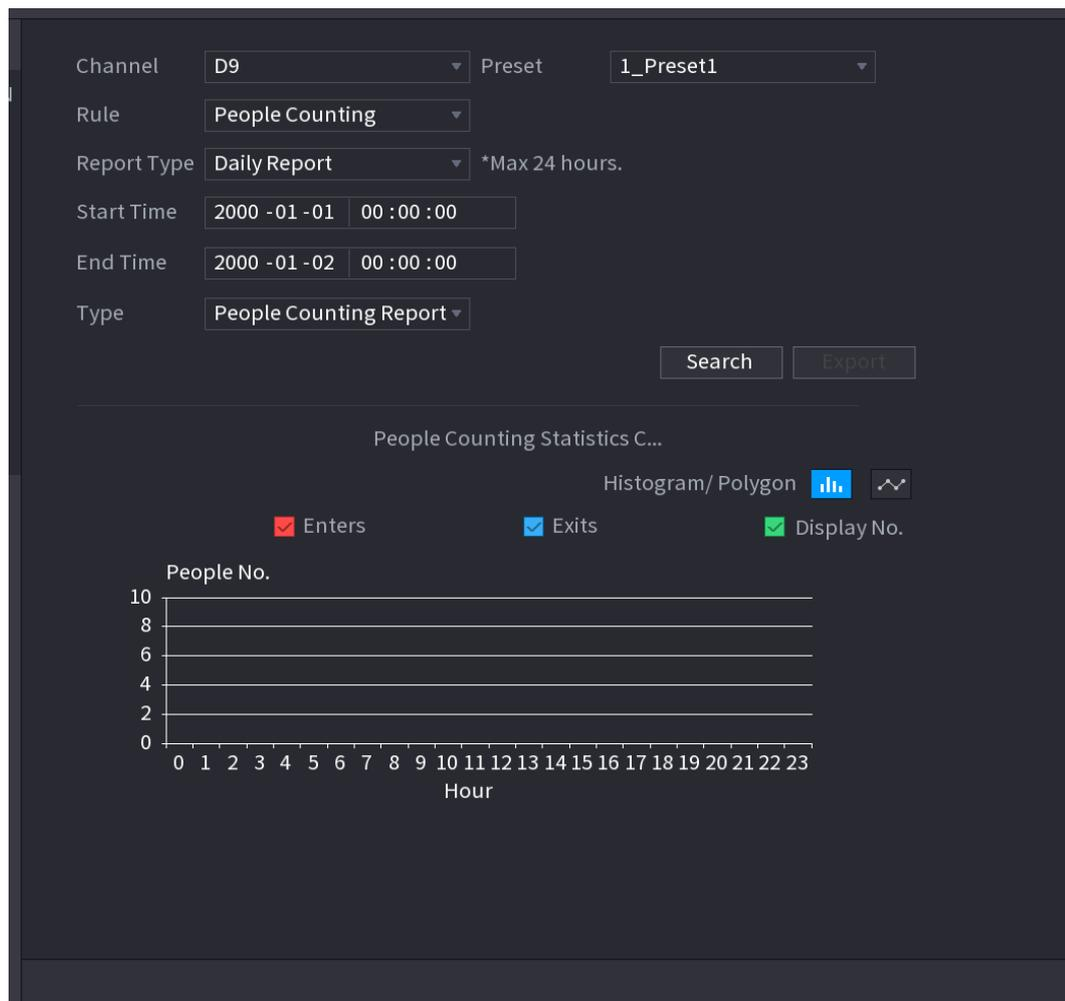 Channel D9 Preset 1_Preset1
Rule People Counting
Report Type Daily Report *Max 24 hours.
Start Time 2000 -01 -01 00 : 00 : 00
End Time 2000 -01 -02 00 : 00 : 00
Type People Counting Report
Search Export
People Counting Statistics C...
Histogram/ Polygon
Enters Exits Display No.
People No.
10
8
6
4
2
0
0 1 2 3 4 5 6 7 8 9 10 11 12 13 14 15 16 17 18 19 20 21 22 23
Hour